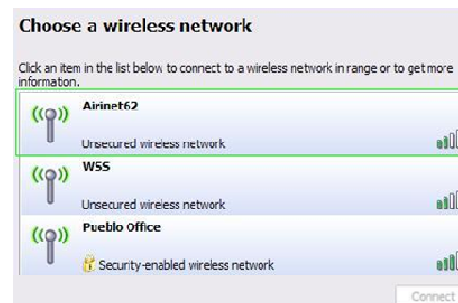 Choose a wireless network
Click an item in the list below to connect to a wireless network in range or to get more
information.
Airinet62
Unsecured wireless network
WSS
Unsecured wireless network
Pueblo Office
Security-enabled wireless network
Connect